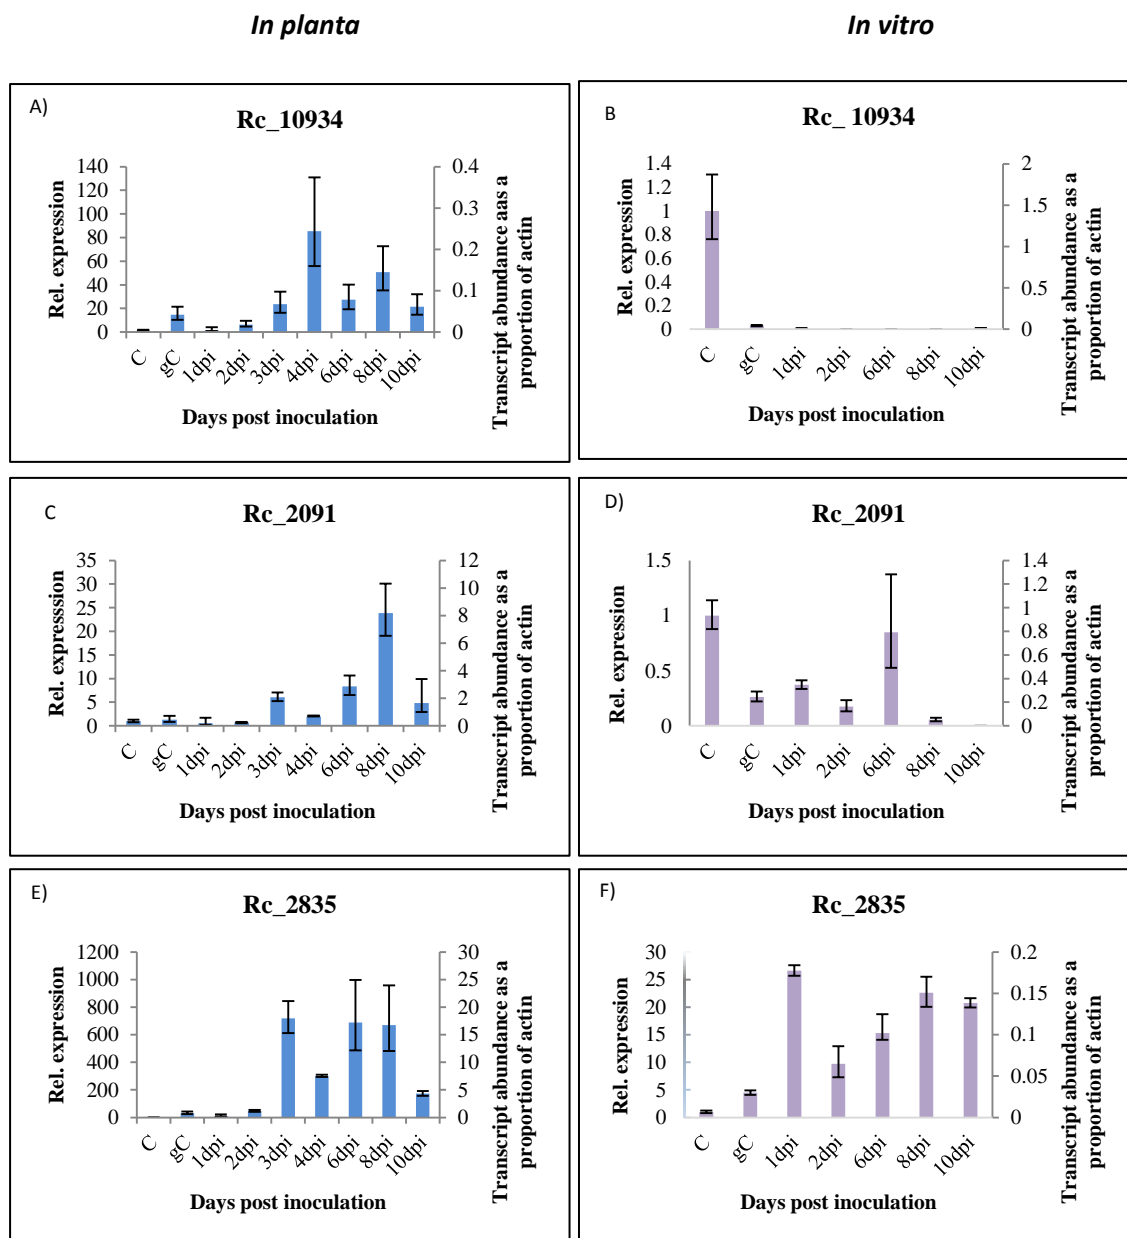 In planta
In vitro
A)
Rc_10934
Rel. expression
140
120
100
80
60
40
20
0
0.4
0.3
0.2
0.1
0
Transcript abundance aas a
proportion of actin
C
gC
1dpi
2dpi
3dpi
4dpi
6dpi
8dpi
10dpi
Days post inoculation
B
Rc_ 10934
Rel. expression
1.4
1.2
1
0.8
0.6
0.4
0.2
0
2
1.5
1
0.5
0
Transcript abundance as a
proportion of actin
C
gC
1dpi
2dpi
6dpi
8dpi
10dpi
Days post inoculation
C
Rc_2091
Rel. expresssion
35
30
25
20
15
10
5
0
12
10
8
6
4
2
0
Transcript abundance as a
proportion of actin
C
gC
1dpi
2dpi
3dpi
4dpi
6dpi
8dpi
10dpi
Days post inoculation
D)
Rc_2091
Rel. expression
1.5
1
0.5
0
1.4
1.2
1
0.8
0.6
0.4
0.2
0
Transcript abundance as a
proportion of actin
C
gC
1dpi
2dpi
6dpi
8dpi
10dpi
Days post inoculation
E)
Rc_2835
Rel. expression
1200
1000
800
600
400
200
0
30
25
20
15
10
5
0
Transcript abundance as a
proportion of actin
C
gC
1dpi
2dpi
3dpi
4dpi
6dpi
8dpi
10dpi
Days post inoculation
F)
Rc_2835
Rel. expression
30
25
20
15
10
5
0
0.2
0.15
0.1
0.05
0
Transcript abundance as a
proportion of actin
C
gC
1dpi
2dpi
6dpi
8dpi
10dpi
Days post inoculation